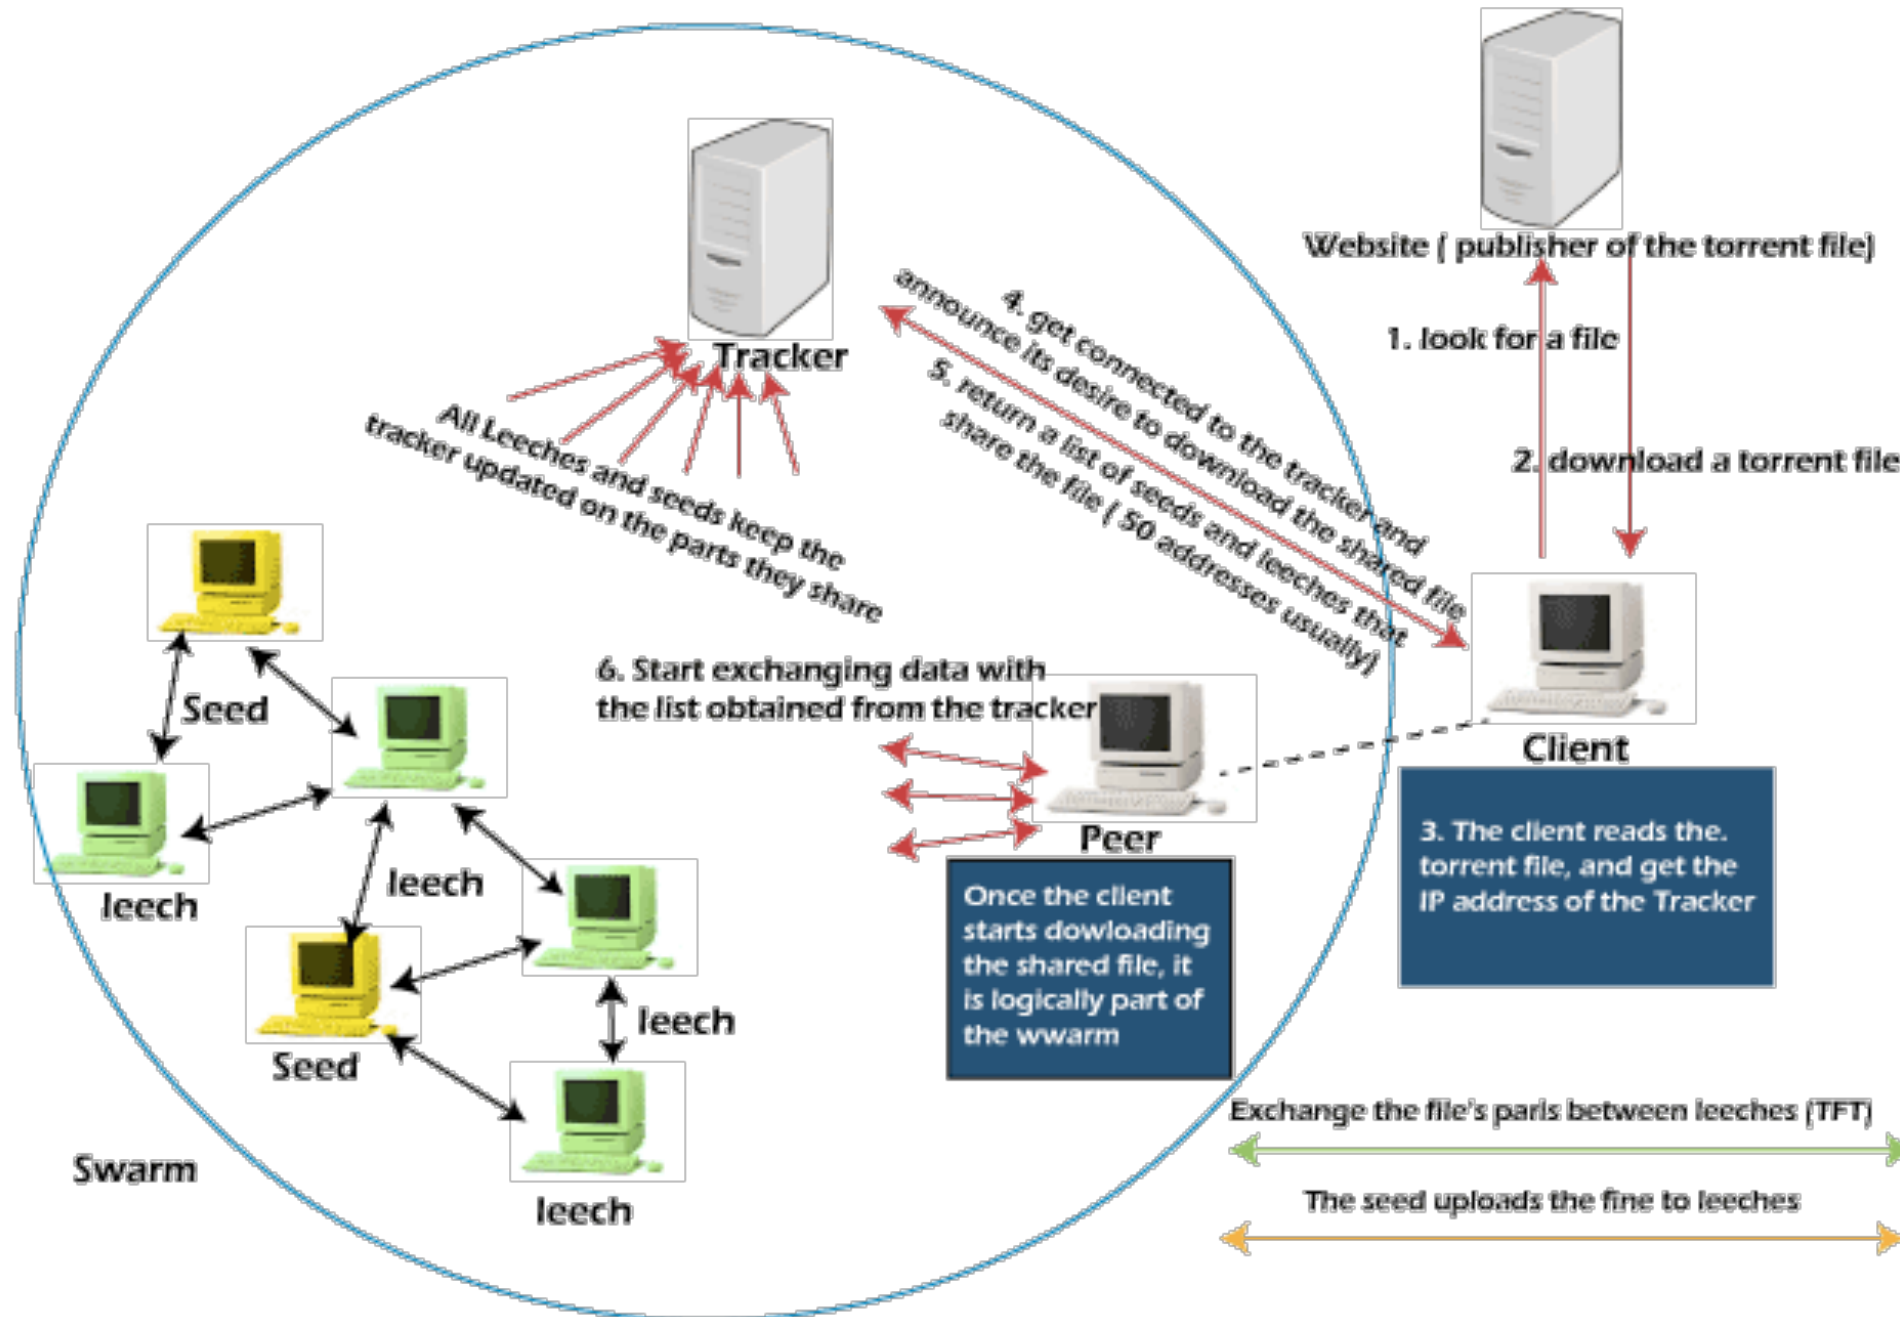 Tracker
Website ( publisher of the torrent file)
1. look for a file
2. download a torrent file
4. get connected to the tracker and
announce its desire to download the shared file
5. return a list of seeds and leeches that
share the file ( 50 addresses usually)
All Leeches and seeds keep the
tracker updated on the parts they share
6. Start exchanging data with
the list obtained from the tracker
Seed
leech
leech
Seed
leech
leech
Swarm
Peer
Once the client
starts dowloading
the shared file, it
is logically part of
the wwarm
Client
3. The client reads the.
torrent file, and get the
IP address of the Tracker
Exchange the file's paris between leeches (TFT)
The seed uploads the fine to leeches